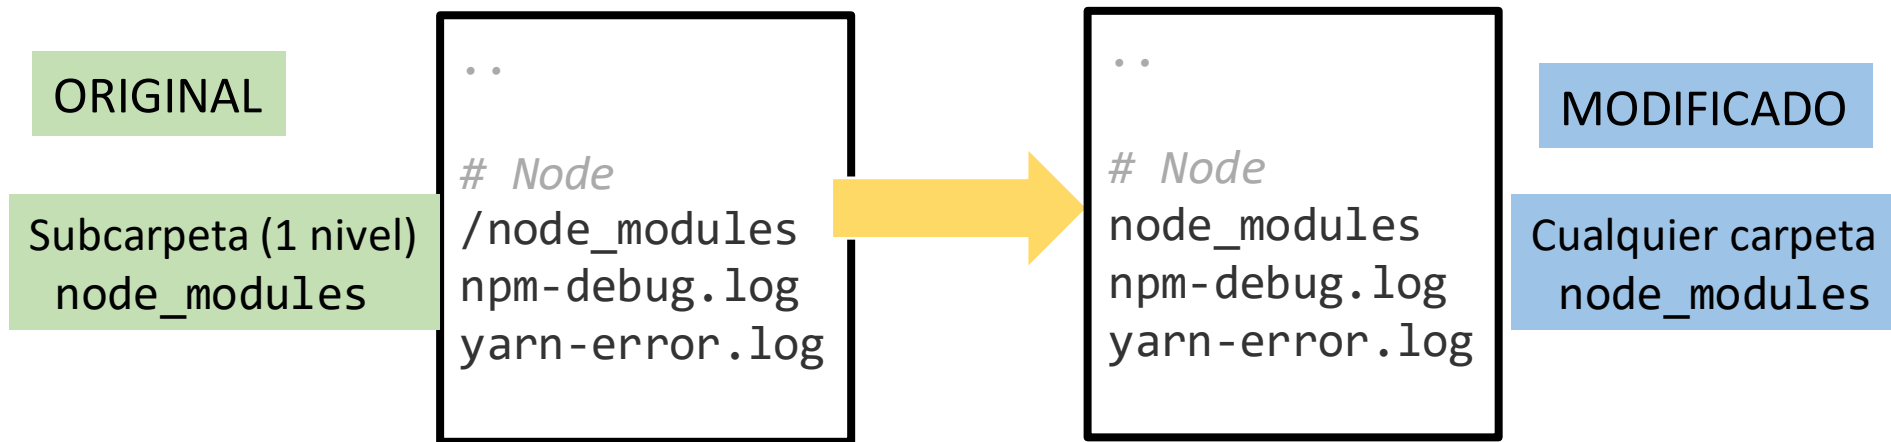 ORIGINAL
Subcarpeta (1 nivel)
node_modules
..
# Node
/node_modules
npm-debug.log
yarn-error.log
..
# Node
node_modules
npm-debug.log
yarn-error.log
MODIFICADO
Cualquier carpeta
node_modules